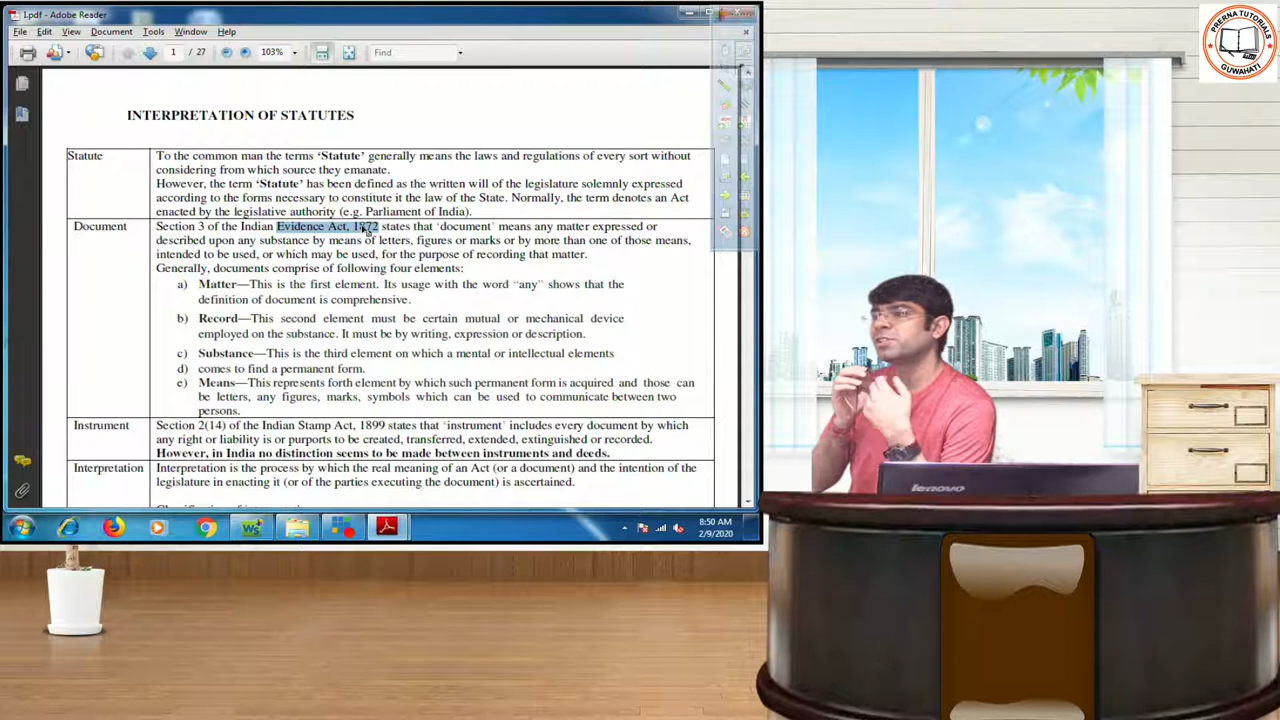 l.pdf - Adobe Reader
File Edit View Document Tools Window Help
1 / 27 103% Find
INTERPRETATION OF STATUTES
Statute
To the common man the terms ‘Statute’ generally means the laws and regulations of every sort without
considering from which source they emanate.
However, the term ‘Statute’ has been defined as the written will of the legislature solemnly expressed
according to the forms necessary to constitute it the law of the State. Normally, the term denotes an Act
enacted by the legislative authority (e.g. Parliament of India).
Document
Section 3 of the Indian Evidence Act, 1872 states that ‘document’ means any matter expressed or
described upon any substance by means of letters, figures or marks or by more than one of those means,
intended to be used, or which may be used, for the purpose of recording that matter.
Generally, documents comprise of following four elements:
a) Matter—This is the first element. Its usage with the word "any" shows that the
definition of document is comprehensive.
b) Record—This second element must be certain mutual or mechanical device
employed on the substance. It must be by writing, expression or description.
c) Substance—This is the third element on which a mental or intellectual elements
d) comes to find a permanent form.
e) Means—This represents forth element by which such permanent form is acquired and those can
be letters, any figures, marks, symbols which can be used to communicate between two
persons.
Instrument
Section 2(14) of the Indian Stamp Act, 1899 states that ‘instrument’ includes every document by which
any right or liability is or purports to be created, transferred, extended, extinguished or recorded.
However, in India no distinction seems to be made between instruments and deeds.
Interpretation
Interpretation is the process by which the real meaning of an Act (or a document) and the intention of the
legislature in enacting it (or of the parties executing the document) is ascertained.
8:50 AM
2/9/2020
PRERNA TUTORIALS
GUWAHATI
lenovo